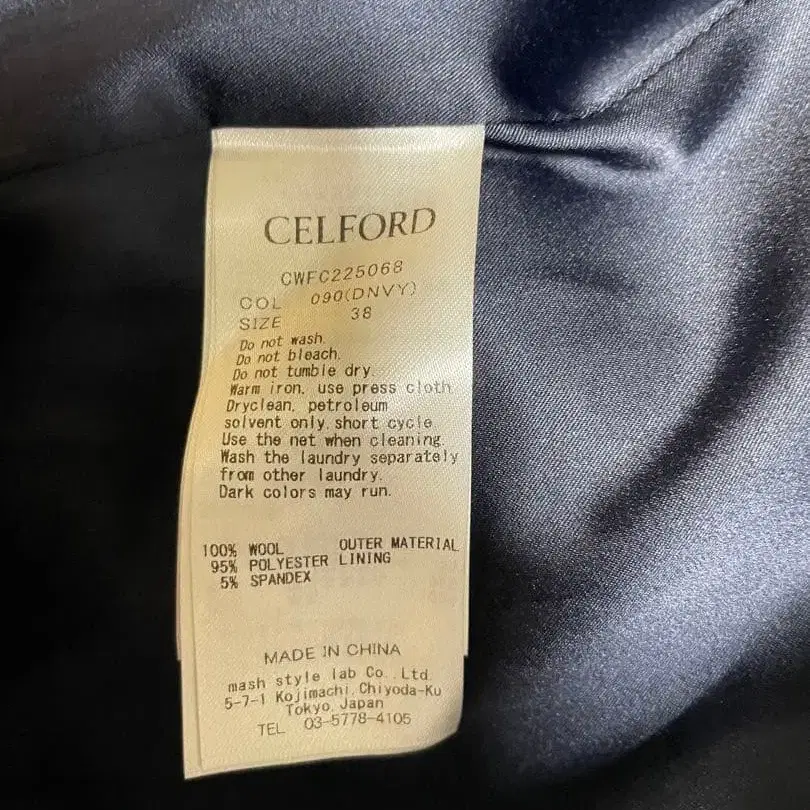 CELFORD
CWFC225068
COL 090(DNVY)
SIZE 38
Do not wash.
Do not bleach.
Do not tumble dry.
Warm iron, use press cloth.
Dryclean, petroleum
solvent only, short cycle.
Use the net when cleaning.
Wash the laundry separately
from other laundry.
Dark colors may run.
100% WOOL OUTER MATERIAL
95% POLYESTER LINING
5% SPANDEX
MADE IN CHINA
mash style lab Co., Ltd.
5-7-1 Kojimachi, Chiyoda-Ku
Tokyo, Japan
TEL 03-5778-4105